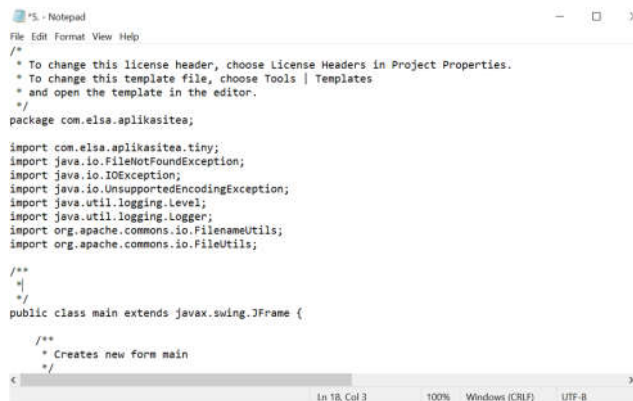 *5. - Notepad
File Edit Format View Help
/*
 * To change this license header, choose License Headers in Project Properties.
 * To change this template file, choose Tools | Templates
 * and open the template in the editor.
 */
package com.elsa.aplikasitea;

import com.elsa.aplikasitea.tiny;
import java.io.FileNotFoundException;
import java.io.IOException;
import java.io.UnsupportedEncodingException;
import java.util.logging.Level;
import java.util.logging.Logger;
import org.apache.commons.io.FilenameUtils;
import org.apache.commons.io.FileUtils;

/**
 *
 */
public class main extends javax.swing.JFrame {

    /**
     * Creates new form main
     */
Ln 18, Col 3 100% Windows (CRLF) UTF-8